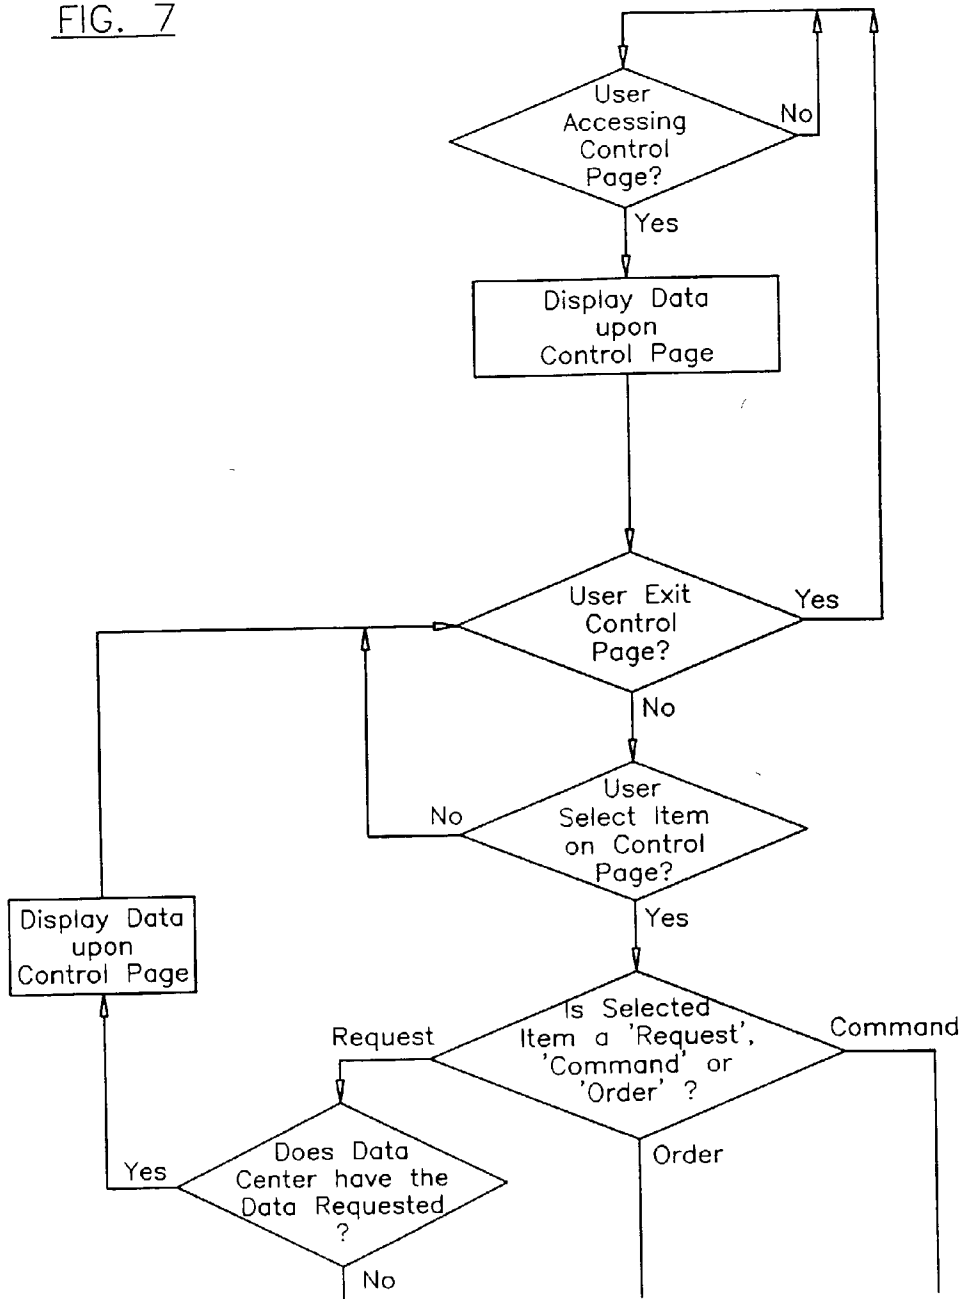 FIG. 7
User
Accessing
Control
Page?
No
Yes
Display Data
upon
Control Page
User Exit
Control
Page?
Yes
No
User
Select Item
on Control
Page?
No
Yes
Display Data
upon
Control Page
Is Selected
Item a 'Request',
'Command' or
'Order' ?
Request
Command
Order
Does Data
Center have the
Data Requested
?
Yes
No